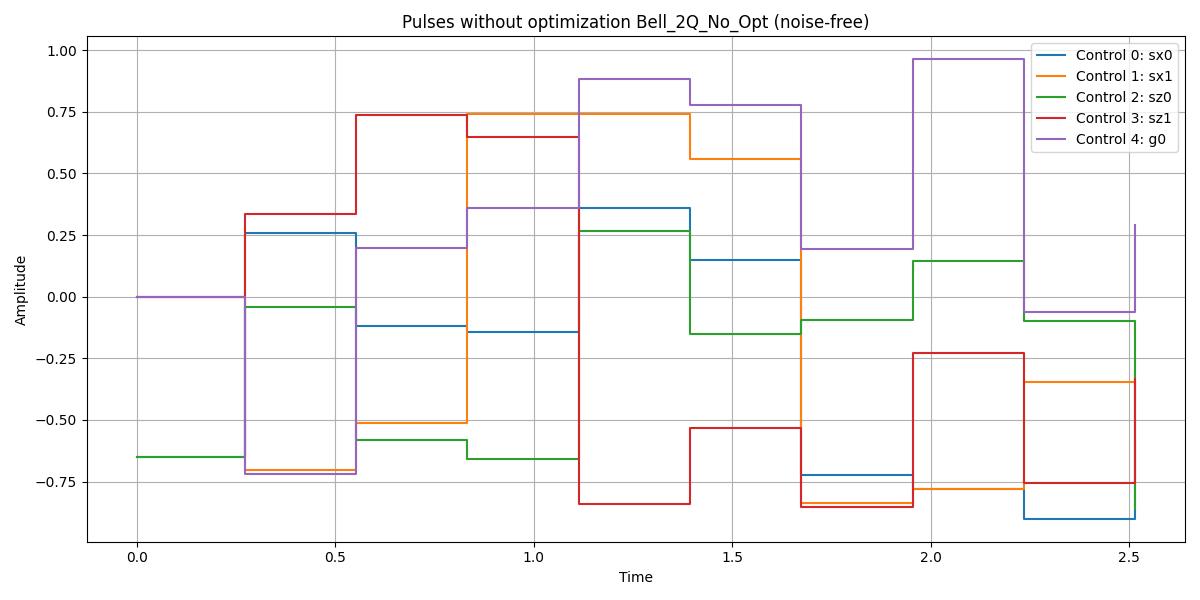 Pulses without optimization Bell_2Q_No_Opt (noise-free)
1.00
0.75
0.50
0.25
0.00
−0.25
−0.50
−0.75
Amplitude
Control 0: sx0
Control 1: sx1
Control 2: sz0
Control 3: sz1
Control 4: g0
0.0
0.5
1.0
1.5
2.0
2.5
Time